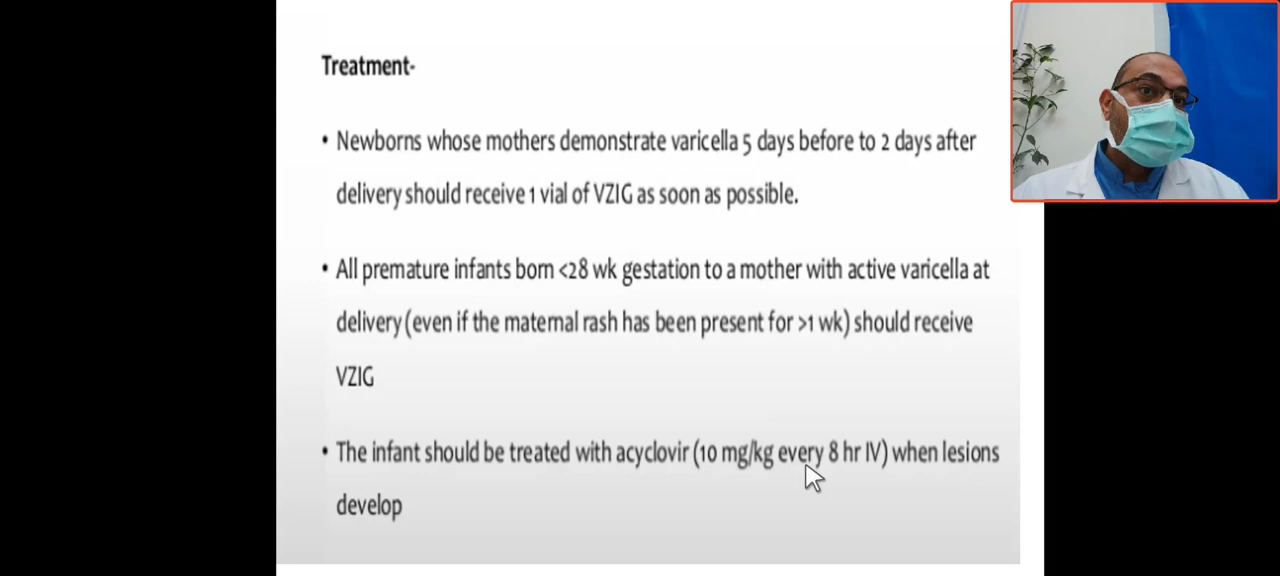 Treatment-
• Newborns whose mothers demonstrate varicella 5 days before to 2 days after
delivery should receive 1 vial of VZIG as soon as possible.
• All premature infants born <28 wk gestation to a mother with active varicella at
delivery (even if the maternal rash has been present for >1 wk) should receive
VZIG
• The infant should be treated with acyclovir (10 mg/kg every 8 hr IV) when lesions
develop